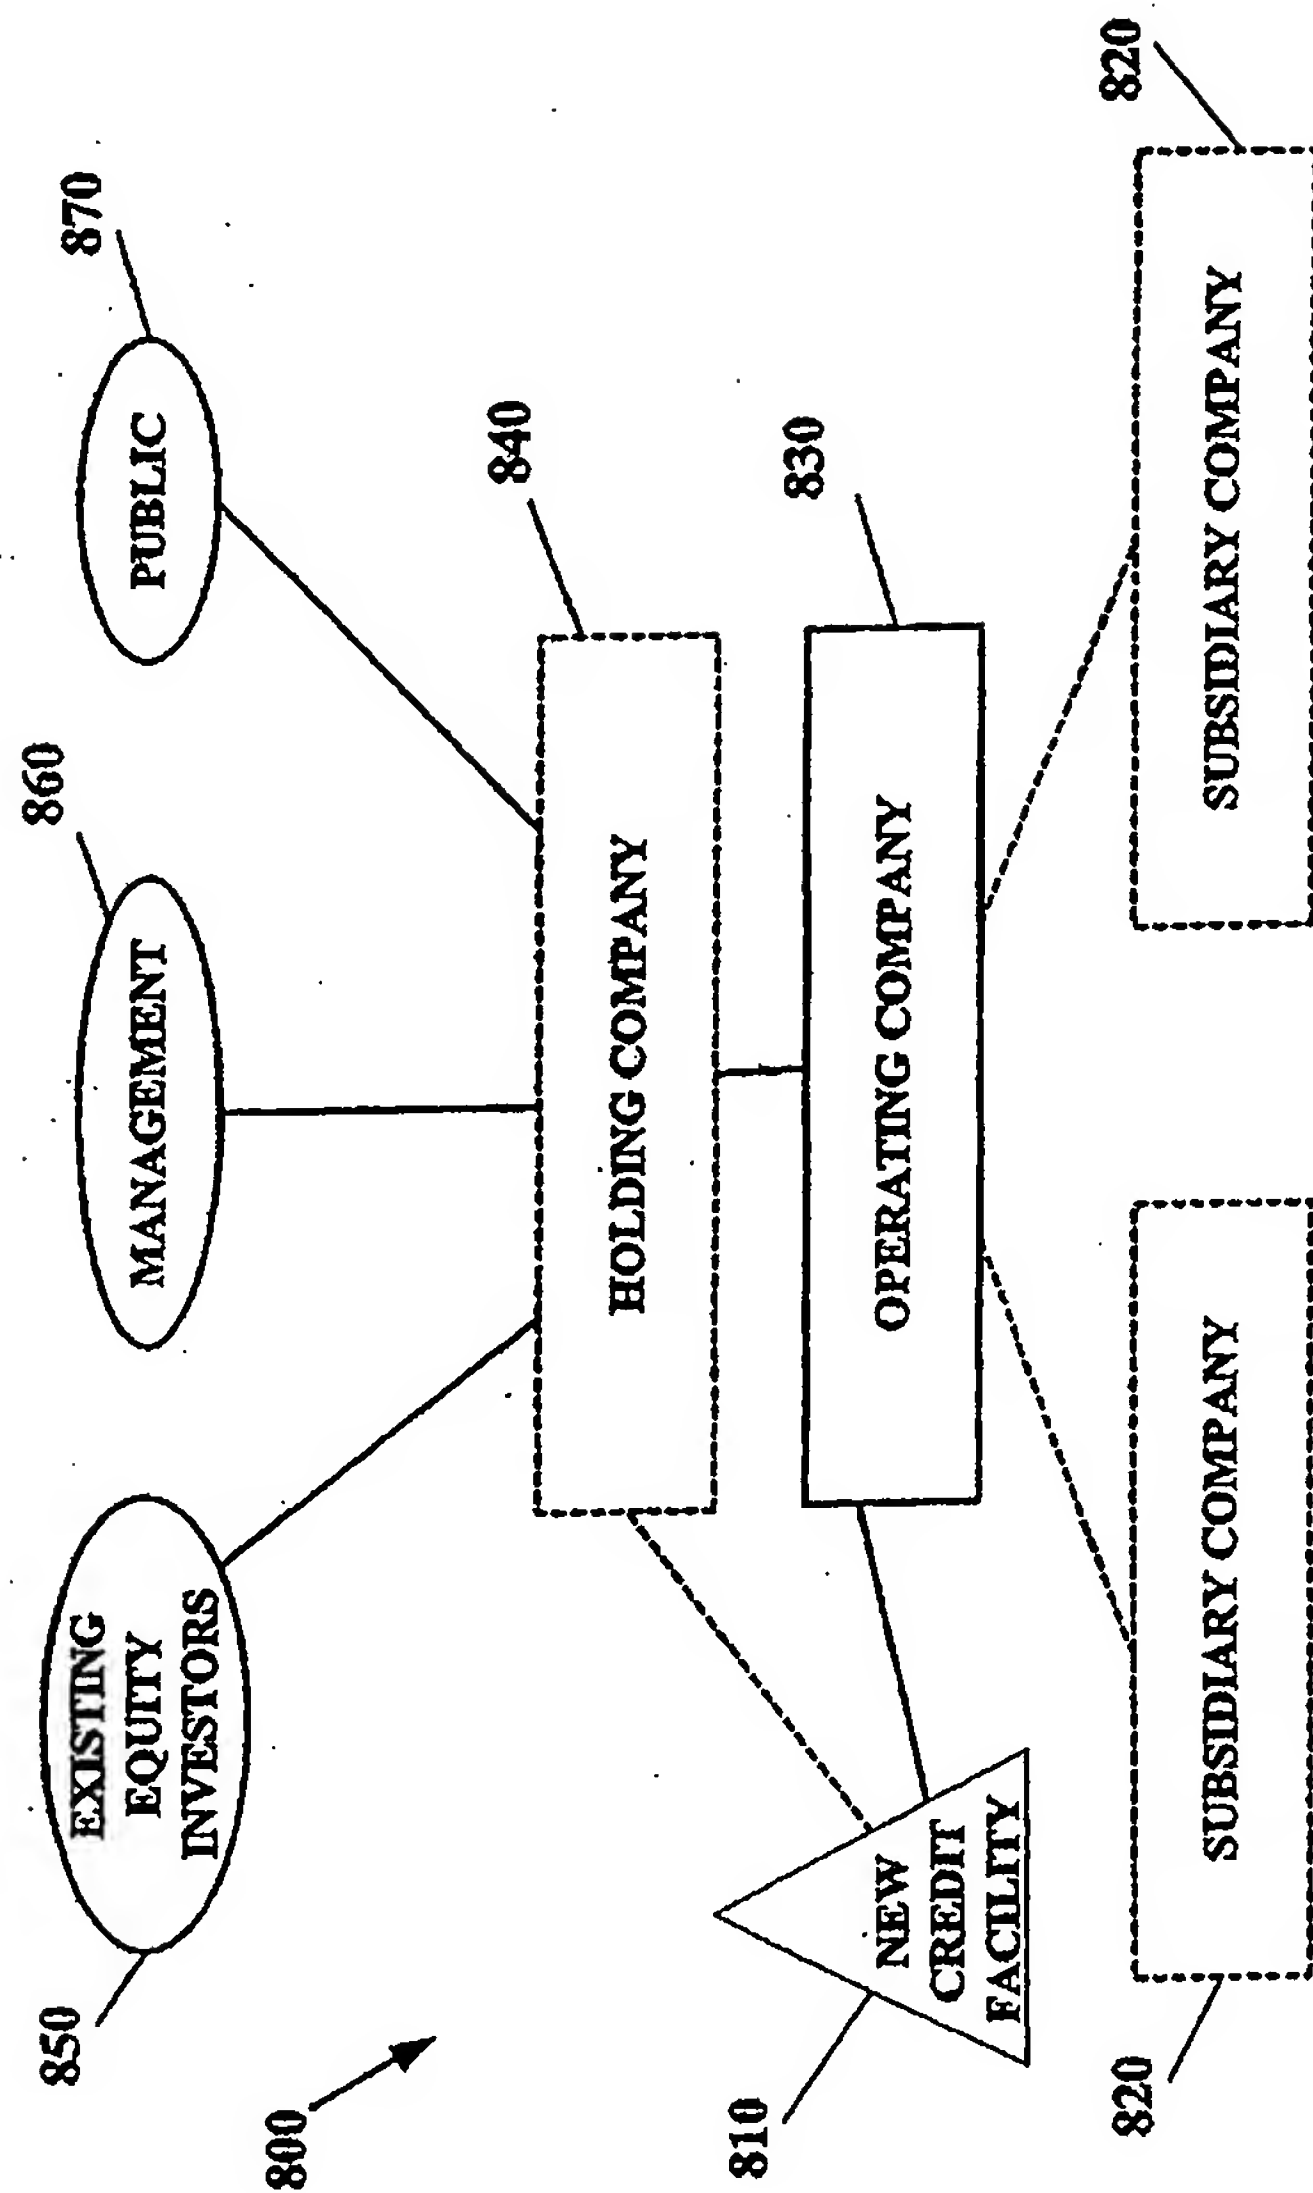 850
EXISTING
EQUITY
INVESTORS
860
MANAGEMENT
870
PUBLIC
800
840
HOLDING COMPANY
830
OPERATING COMPANY
810
NEW
CREDIT
FACILITY
820
SUBSIDIARY COMPANY
820
SUBSIDIARY COMPANY